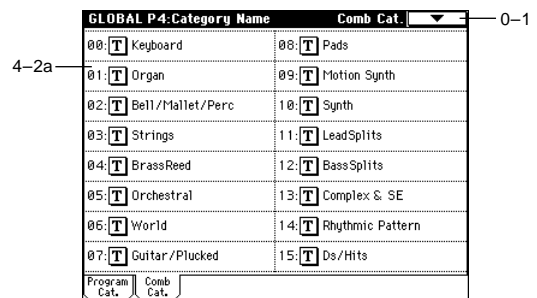 GLOBAL P4:Category Name Comb Cat. 0–1
4–2a
00: T Keyboard
01: T Organ
02: T Bell/Mallet/Perc
03: T Strings
04: T BrassReed
05: T Orchestral
06: T World
07: T Guitar/Plucked
08: T Pads
09: T Motion Synth
10: T Synth
11: T LeadSplits
12: T BassSplits
13: T Complex & SE
14: T Rhythmic Pattern
15: T Ds/Hits
Program Cat.
Comb Cat.